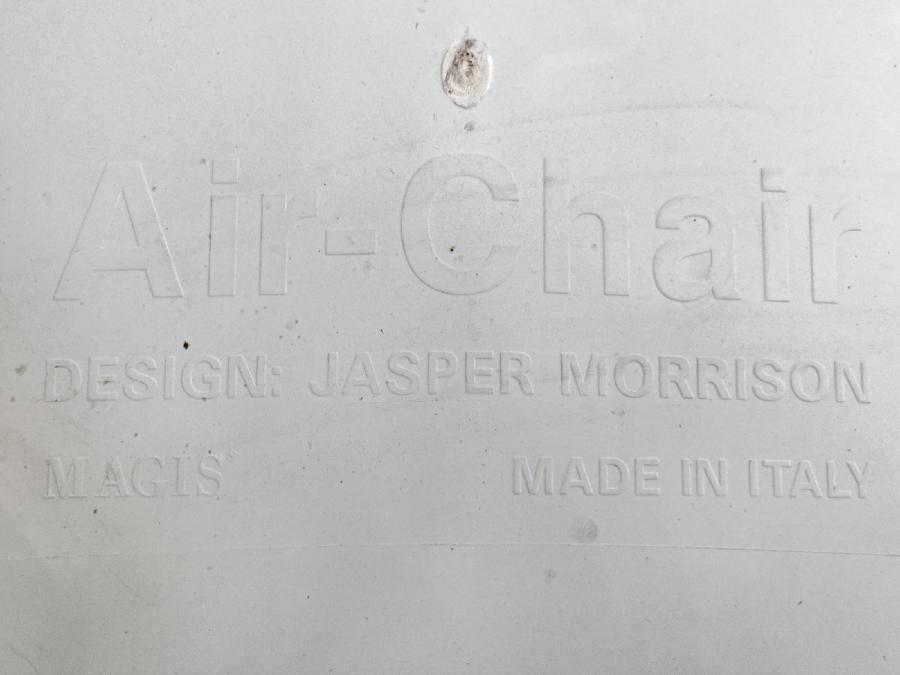 Air-Chair
DESIGN: JASPER MORRISON
MAGIS® MADE IN ITALY